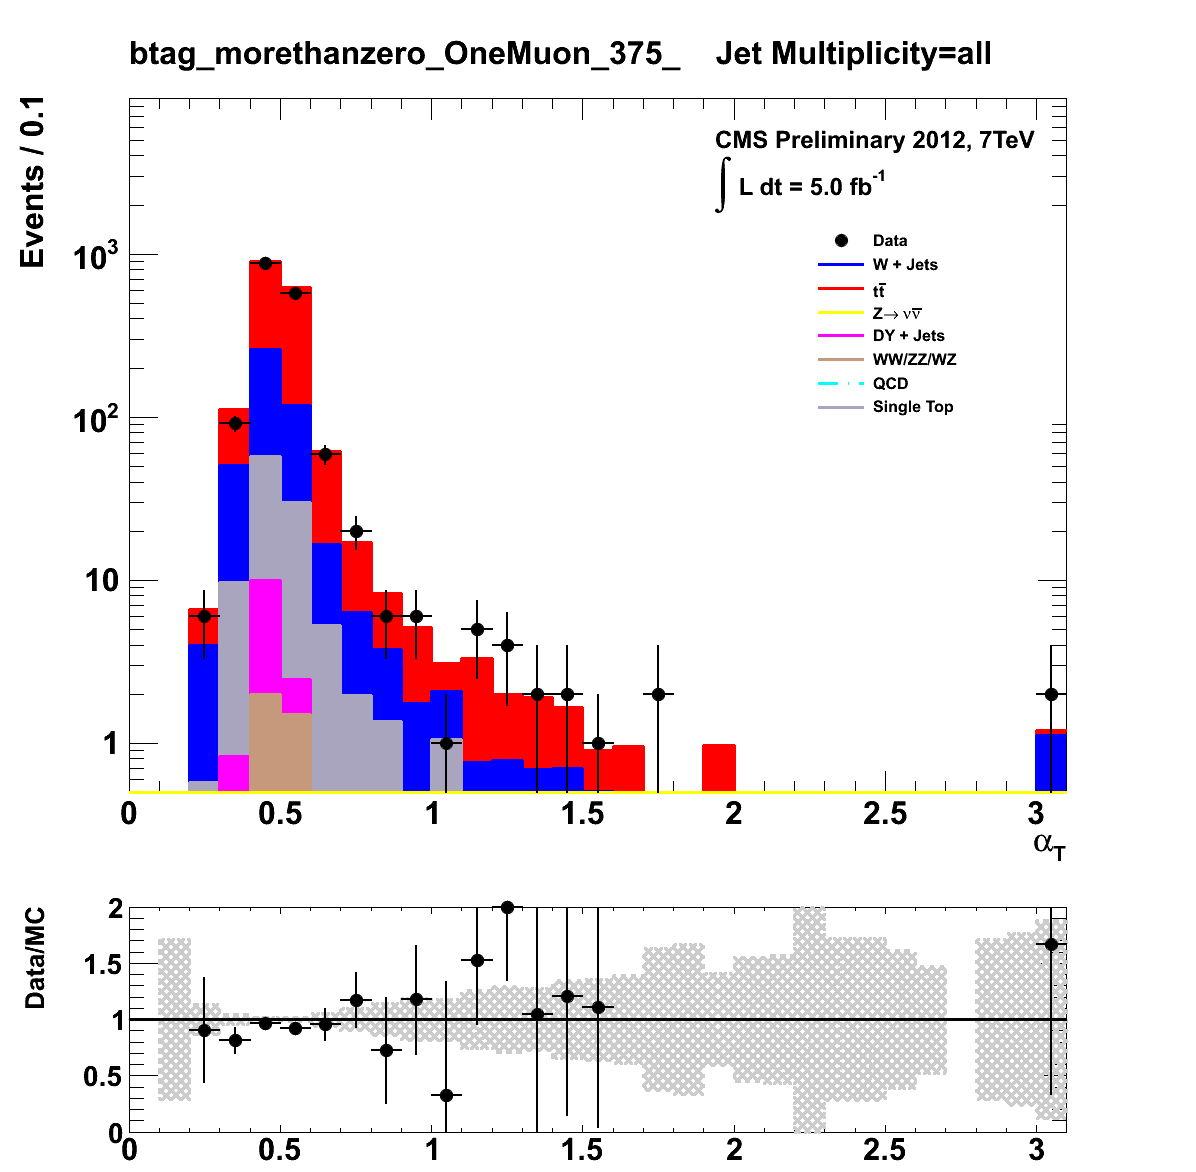 btag_morethanzero_OneMuon_375_ Jet Multiplicity=all
Events / 0.1
CMS Preliminary 2012, 7TeV
∫ L dt = 5.0 fb⁻¹
Data
W + Jets
tt̅
Z→ νν̅
DY + Jets
WW/ZZ/WZ
QCD
Single Top
10³
10²
10
1
0 0.5 1 1.5 2 2.5 3
α_T
Data/MC
2
1.5
1
0.5
0
0 0.5 1 1.5 2 2.5 3